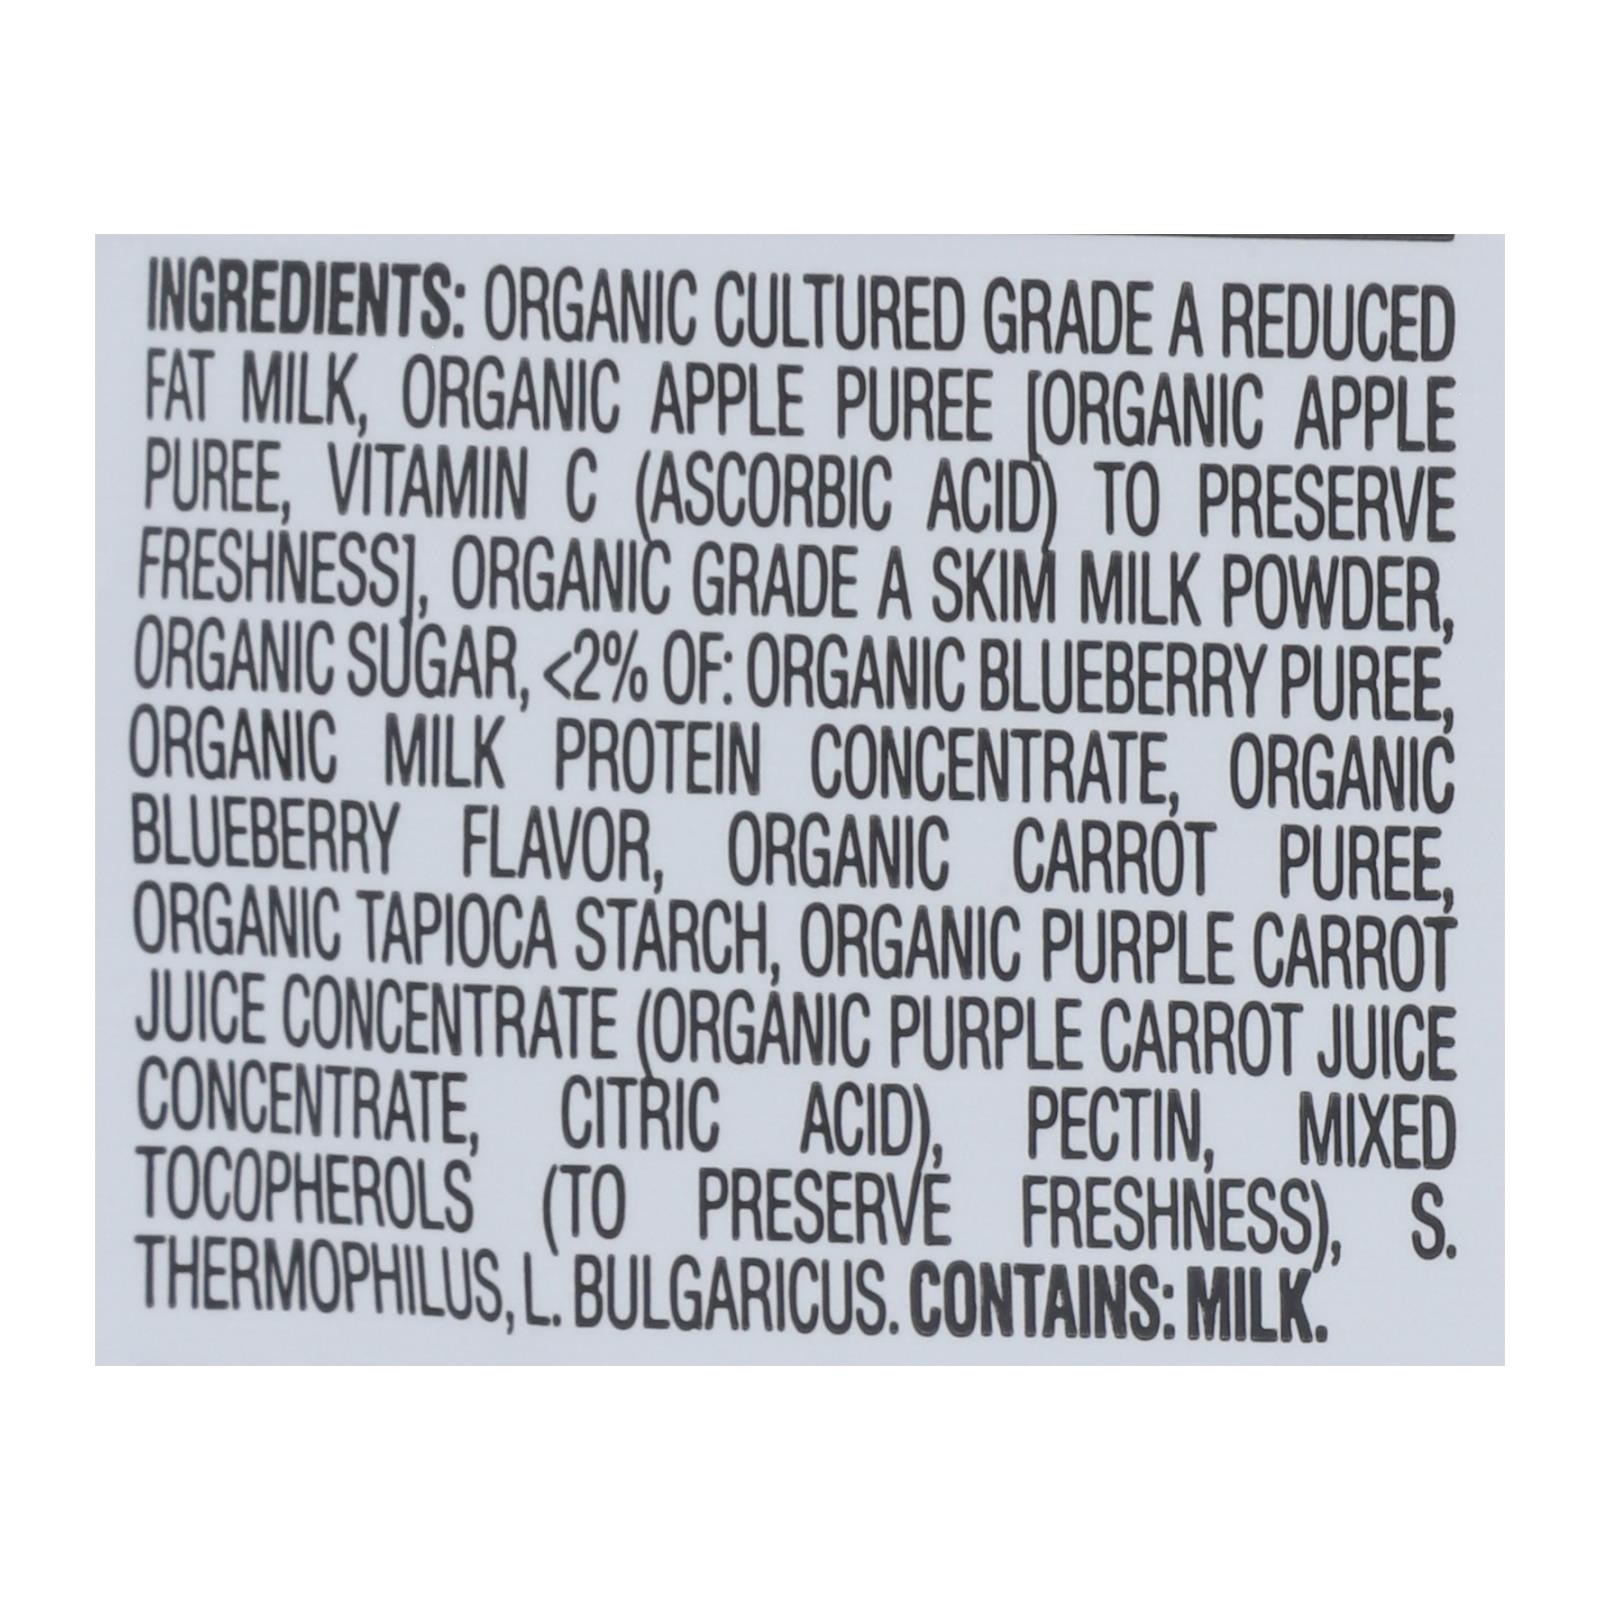 INGREDIENTS: ORGANIC CULTURED GRADE A REDUCED
FAT MILK, ORGANIC APPLE PUREE [ORGANIC APPLE
PUREE, VITAMIN C (ASCORBIC ACID) TO PRESERVE
FRESHNESS], ORGANIC GRADE A SKIM MILK POWDER,
ORGANIC SUGAR, <2% OF: ORGANIC BLUEBERRY PUREE,
ORGANIC MILK PROTEIN CONCENTRATE, ORGANIC
BLUEBERRY FLAVOR, ORGANIC CARROT PUREE,
ORGANIC TAPIOCA STARCH, ORGANIC PURPLE CARROT
JUICE CONCENTRATE (ORGANIC PURPLE CARROT JUICE
CONCENTRATE, CITRIC ACID), PECTIN, MIXED
TOCOPHEROLS (TO PRESERVE FRESHNESS), S.
THERMOPHILUS, L. BULGARICUS. CONTAINS: MILK.